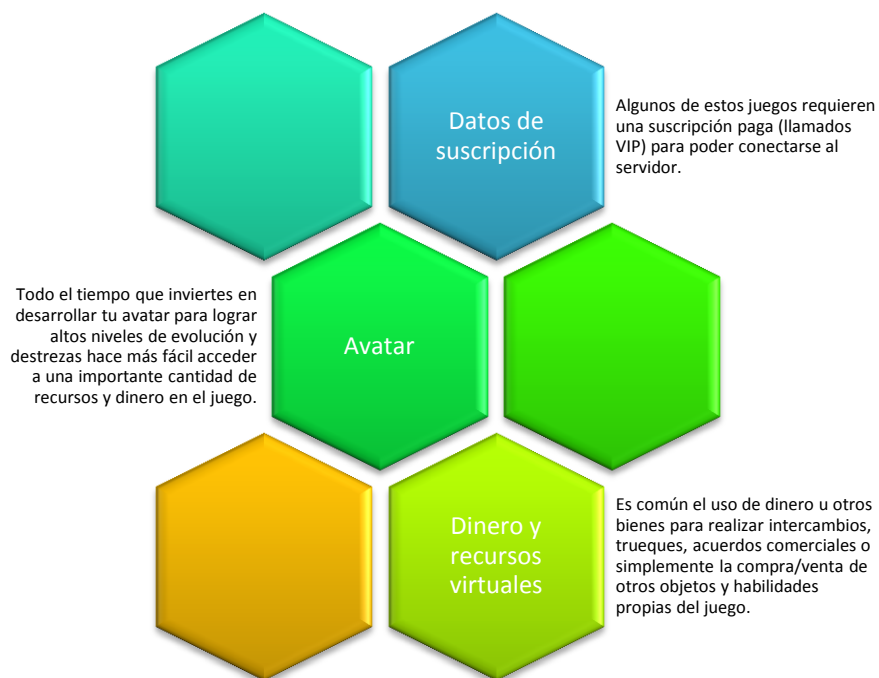 Datos de
suscripción
Algunos de estos juegos requieren
una suscripción paga (llamados
VIP) para poder conectarse al
servidor.
Todo el tiempo que inviertes en
desarrollar tu avatar para lograr
altos niveles de evolución y
destrezas hace más fácil acceder
a una importante cantidad de
recursos y dinero en el juego.
Avatar
Dinero y
recursos
virtuales
Es común el uso de dinero u otros
bienes para realizar intercambios,
trueques, acuerdos comerciales o
simplemente la compra/venta de
otros objetos y habilidades
propias del juego.